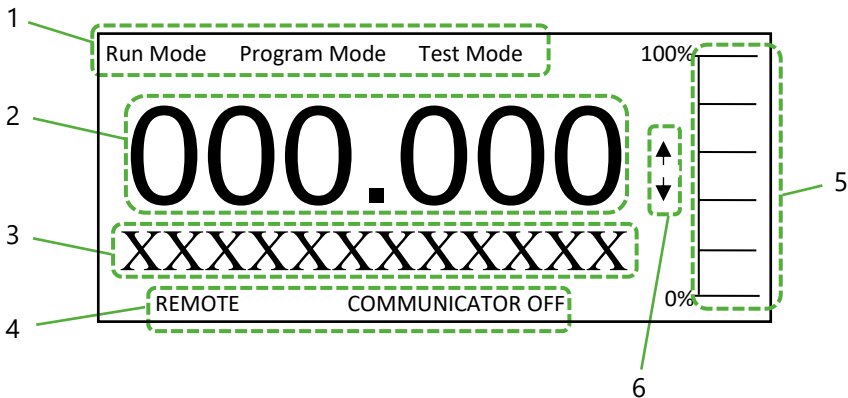 1
Run Mode Program Mode Test Mode 100%
2
000.000
5
3
XXXXXXXXXXXX
REMOTE COMMUNICATOR OFF 0%
4
6